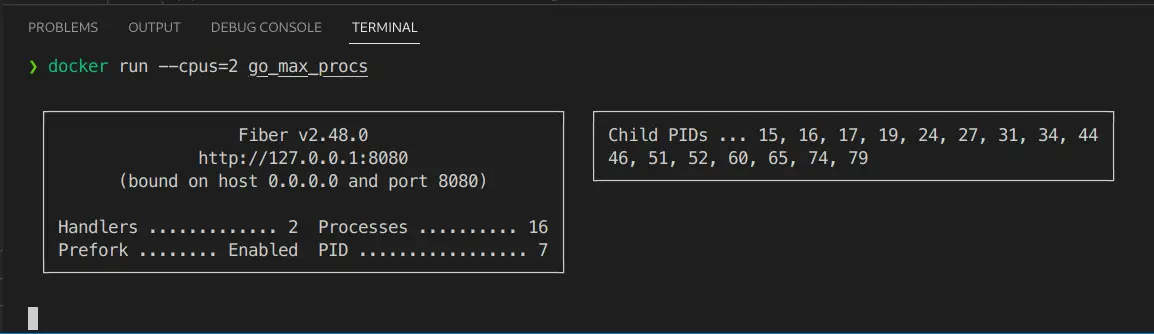 PROBLEMS OUTPUT DEBUG CONSOLE TERMINAL
❯ docker run --cpus=2 go_max_procs
Fiber v2.48.0
http://127.0.0.1:8080
(bound on host 0.0.0.0 and port 8080)
Handlers ............. 2 Processes .......... 16
Prefork ........ Enabled PID ................. 7
Child PIDs ... 15, 16, 17, 19, 24, 27, 31, 34, 44
46, 51, 52, 60, 65, 74, 79